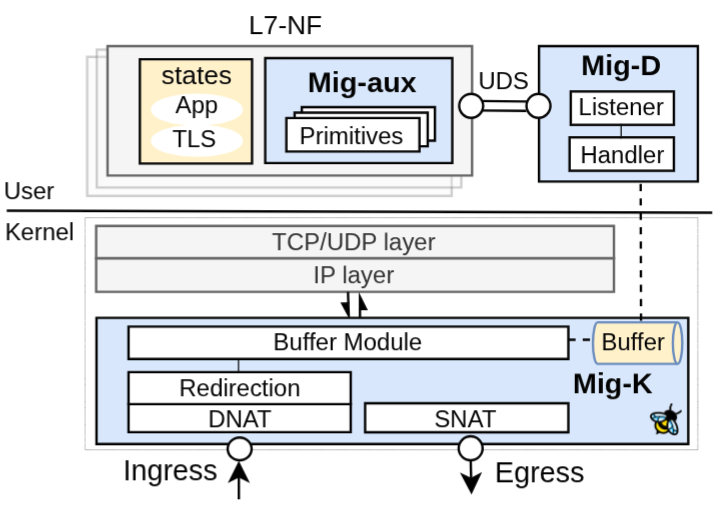 L7-NF
states
App
TLS
Mig-aux
Primitives
UDS
Mig-D
Listener
Handler
User
Kernel
TCP/UDP layer
IP layer
Buffer Module
Buffer
Redirection
Mig-K
DNAT
SNAT
Ingress
Egress